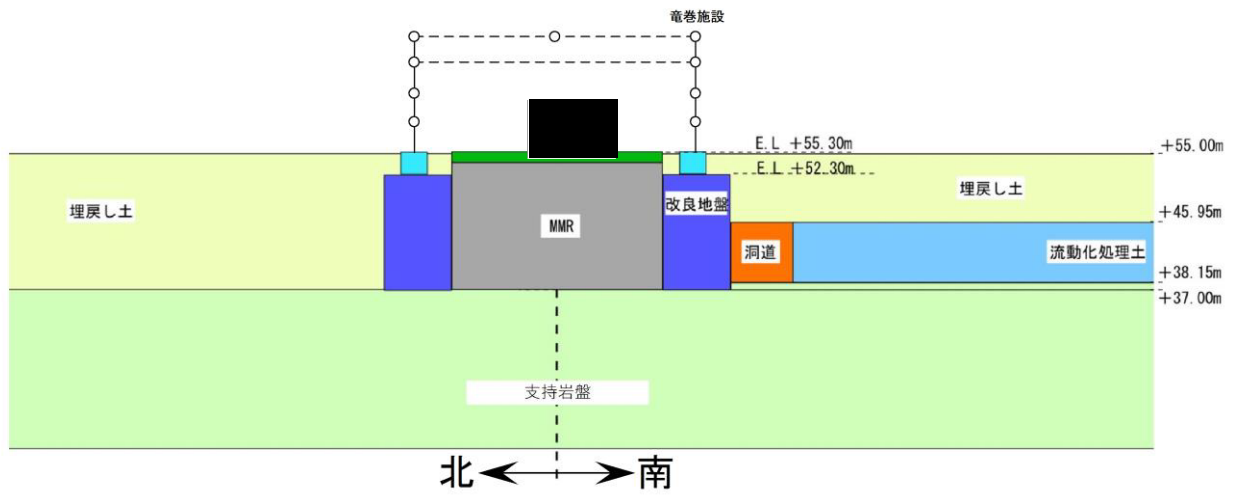 竜巻施設
E.L +55.30m
+55.00m
E.L +52.30m
埋戻し土
改良地盤
埋戻し土
+45.95m
MMR
洞道
流動化処理土
+38.15m
+37.00m
支持岩盤
北
南